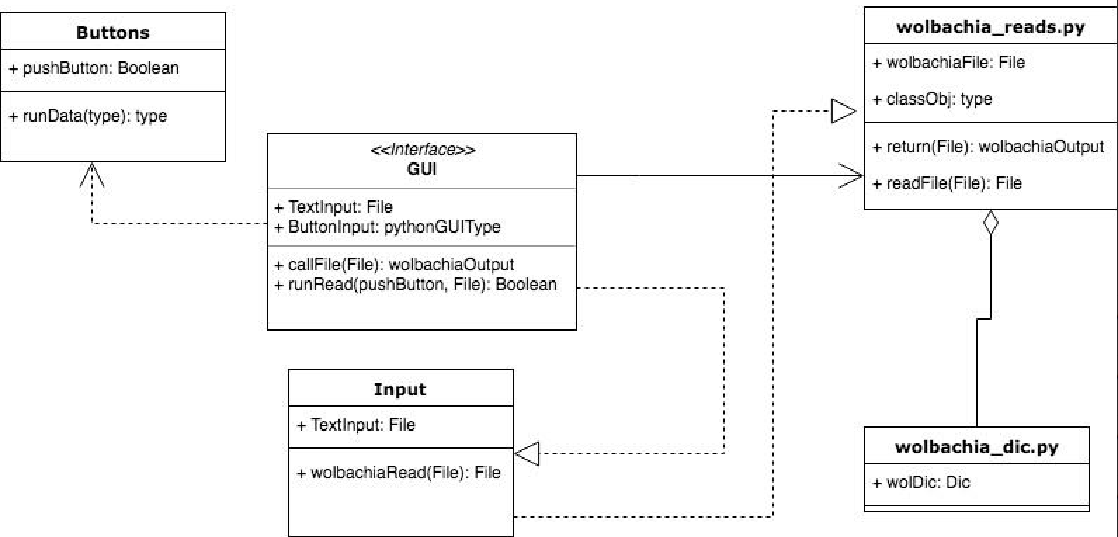 Buttons
+ pushButton: Boolean
+ runData(type): type
<<Interface>>
GUI
+ TextInput: File
+ ButtonInput: pythonGUIType
+ callFile(File): wolbachiaOutput
+ runRead(pushButton, File): Boolean
Input
+ TextInput: File
+ wolbachiaRead(File): File
wolbachia_reads.py
+ wolbachiaFile: File
+ classObj: type
+ return(File): wolbachiaOutput
+ readFile(File): File
wolbachia_dic.py
+ wolDic: Dic